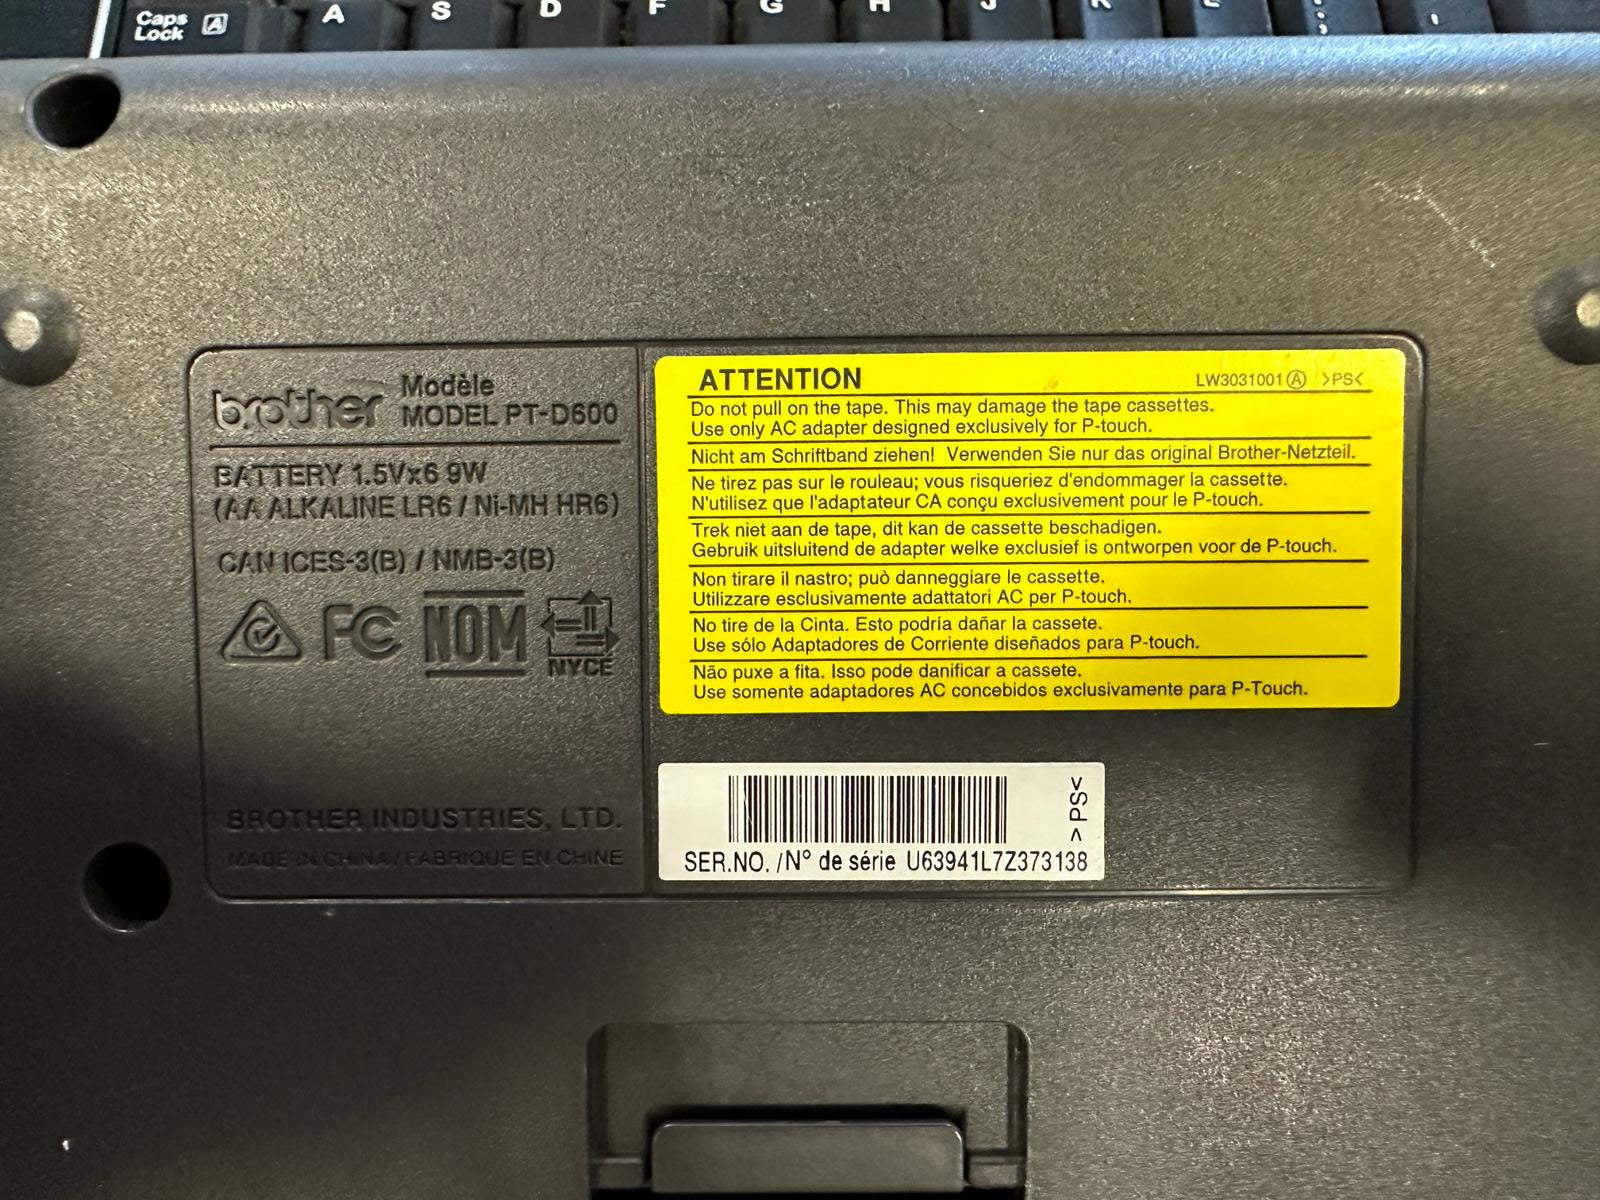 Caps
Lock A
A S D F G H J K L ; '
brother
Modèle
MODEL PT-D600
BATTERY 1.5Vx6 9W
(AA ALKALINE LR6 / Ni-MH HR6)
CAN ICES-3(B) / NMB-3(B)
FC NOM NYCE
BROTHER INDUSTRIES, LTD.
MADE IN CHINA / FABRIQUE EN CHINE
ATTENTION LW3031001 Ⓐ >PS<
Do not pull on the tape. This may damage the tape cassettes.
Use only AC adapter designed exclusively for P-touch.
Nicht am Schriftband ziehen! Verwenden Sie nur das original Brother-Netzteil.
Ne tirez pas sur le rouleau; vous risqueriez d'endommager la cassette.
N'utilisez que l'adaptateur CA conçu exclusivement pour le P-touch.
Trek niet aan de tape, dit kan de cassette beschadigen.
Gebruik uitsluitend de adapter welke exclusief is ontworpen voor de P-touch.
Non tirare il nastro; può danneggiare le cassette.
Utilizzare esclusivamente adattatori AC per P-touch.
No tire de la Cinta. Esto podría dañar la cassete.
Use sólo Adaptadores de Corriente diseñados para P-touch.
Não puxe a fita. Isso pode danificar a cassete.
Use somente adaptadores AC concebidos exclusivamente para P-Touch.
>PS<
SER.NO. /N° de série U63941L7Z373138